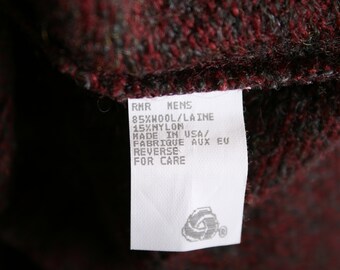 RMR MENS
85%WOOL/LAINE
15%NYLON
MADE IN USA/
FABRIQUE AUX EU
REVERSE
FOR CARE